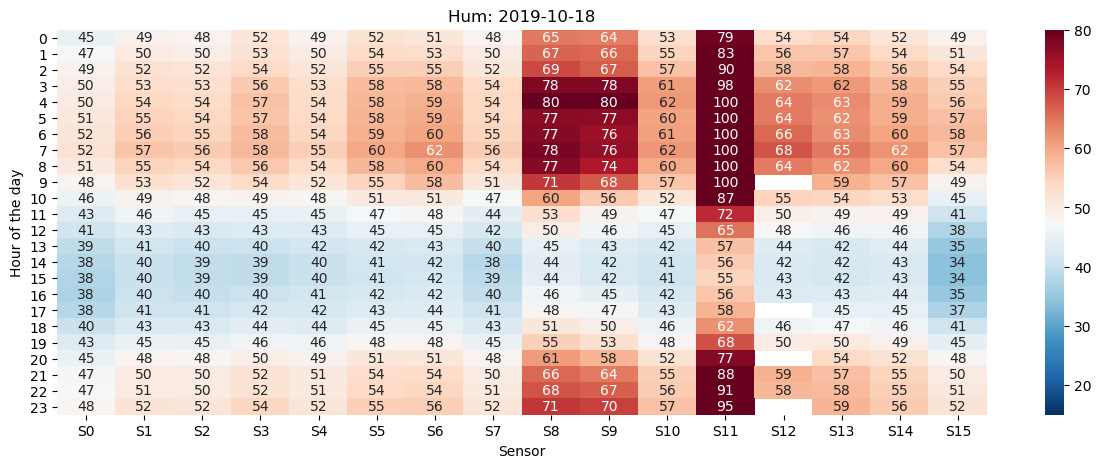 Hum: 2019-10-18
Hour of the day
0 45 49 48 52 49 52 51 48 65 64 53 79 54 54 52 49
1 47 50 50 53 50 54 53 50 67 66 55 83 56 57 54 51
2 49 52 52 54 52 55 55 52 69 67 57 90 58 58 56 54
3 50 53 53 56 53 58 58 54 78 78 61 98 62 62 58 55
4 50 54 54 57 54 58 59 54 80 80 62 100 64 63 59 56
5 51 55 54 57 54 58 59 54 77 77 60 100 64 62 59 57
6 52 56 55 58 54 59 60 55 77 76 61 100 66 63 60 58
7 52 57 56 58 55 60 62 56 78 76 62 100 68 65 62 57
8 51 55 54 56 54 58 60 54 77 74 60 100 64 62 60 54
9 48 53 52 54 52 55 58 51 71 68 57 100 59 57 49
10 46 49 48 49 48 51 51 47 60 56 52 87 55 54 53 45
11 43 46 45 45 45 47 48 44 53 49 47 72 50 49 49 41
12 41 43 43 43 43 45 45 42 50 46 45 65 48 46 46 38
13 39 41 40 40 42 42 43 40 45 43 42 57 44 42 44 35
14 38 40 39 39 40 41 42 38 44 42 41 56 42 42 43 34
15 38 40 39 39 40 41 42 39 44 42 41 55 43 42 43 34
16 38 40 40 40 41 42 42 40 46 45 42 56 43 43 44 35
17 38 41 41 42 42 43 44 41 48 47 43 58 45 45 37
18 40 43 43 44 44 45 45 43 51 50 46 62 46 47 46 41
19 43 45 45 46 46 48 48 45 55 53 48 68 50 50 49 45
20 45 48 48 50 49 51 51 48 61 58 52 77 54 52 48
21 47 50 50 52 51 54 54 50 66 64 55 88 59 57 55 50
22 47 51 50 52 51 54 54 51 68 67 56 91 58 58 55 51
23 48 52 52 54 52 55 56 52 71 70 57 95 59 56 52
S0 S1 S2 S3 S4 S5 S6 S7 S8 S9 S10 S11 S12 S13 S14 S15
Sensor
80
70
60
50
40
30
20